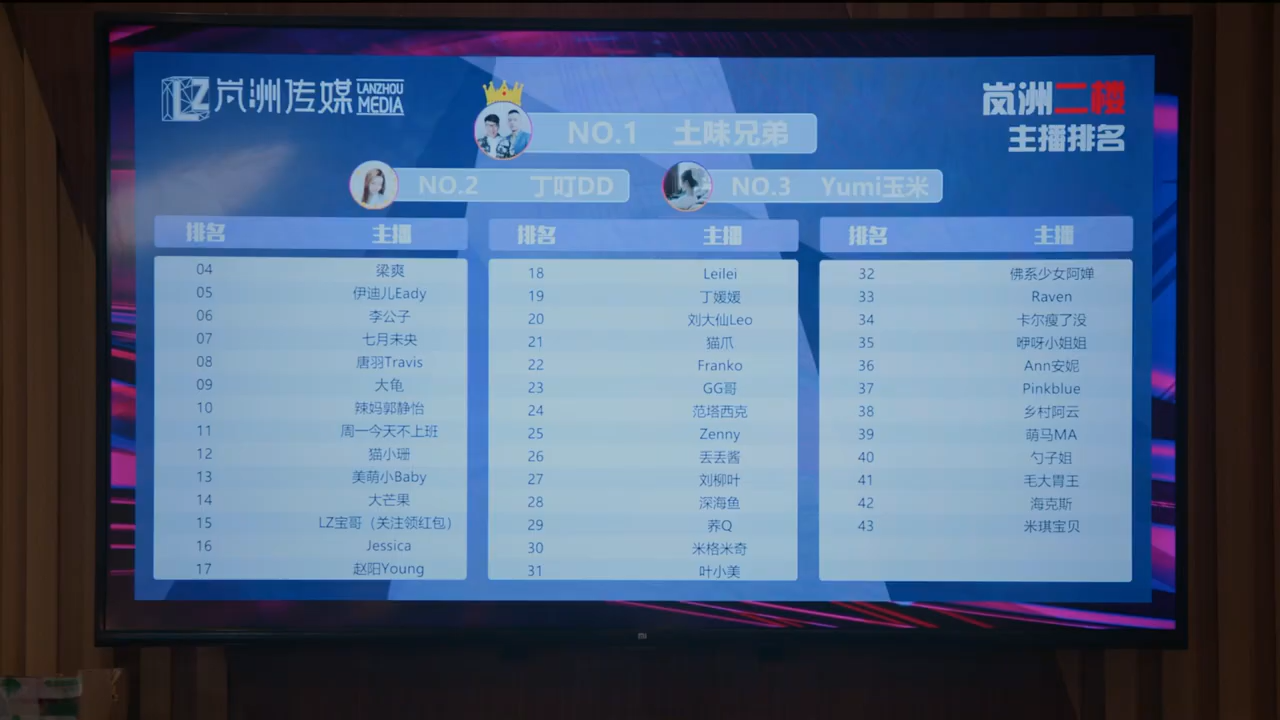 LZ 岚洲传媒 LANZHOU MEDIA
岚洲二楼
主播排名
NO.1 土味兄弟
NO.2 丁叮DD
NO.3 Yumi玉米
排名 主播
04 梁爽
05 伊迪儿Eady
06 李公子
07 七月未央
08 唐羽Travis
09 大龟
10 辣妈郭静怡
11 周一今天不上班
12 猫小珊
13 美萌小Baby
14 大芒果
15 LZ宝哥（关注领红包）
16 Jessica
17 赵阳Young
排名 主播
18 Leilei
19 丁媛媛
20 刘大仙Leo
21 猫爪
22 Franko
23 GG哥
24 范塔西克
25 Zenny
26 丢丢酱
27 刘柳叶
28 深海鱼
29 荞Q
30 米格米奇
31 叶小美
排名 主播
32 佛系少女阿婵
33 Raven
34 卡尔瘦了没
35 咿呀小姐姐
36 Ann安妮
37 Pinkblue
38 乡村阿云
39 萌马MA
40 勺子姐
41 毛大胃王
42 海克斯
43 米琪宝贝
mi